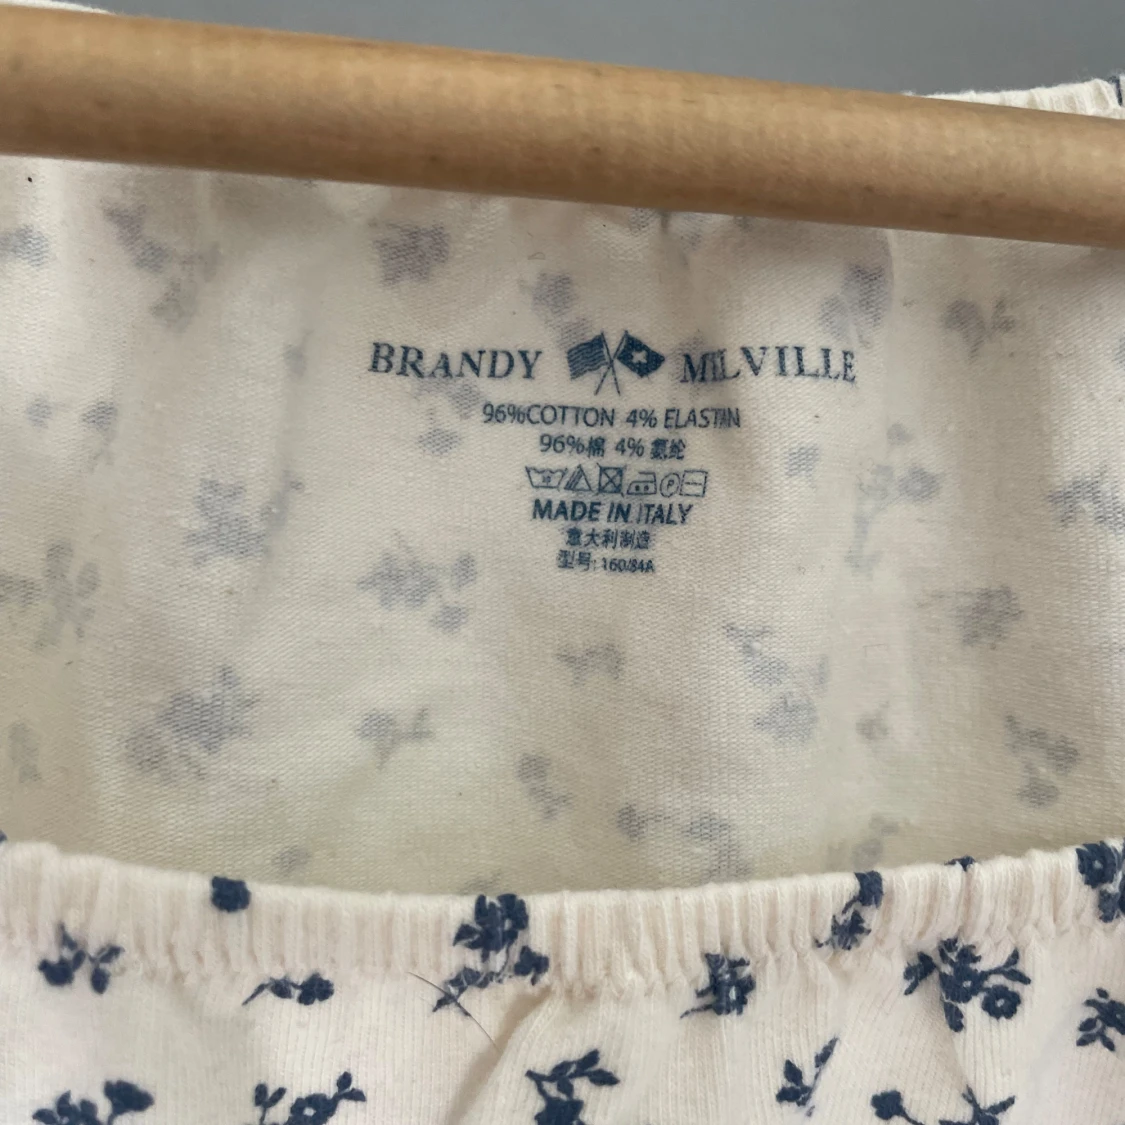 BRANDY MELVILLE
96%COTTON 4% ELASTAN
96%棉 4% 氨纶
MADE IN ITALY
意大利制造
型号: 160/84A